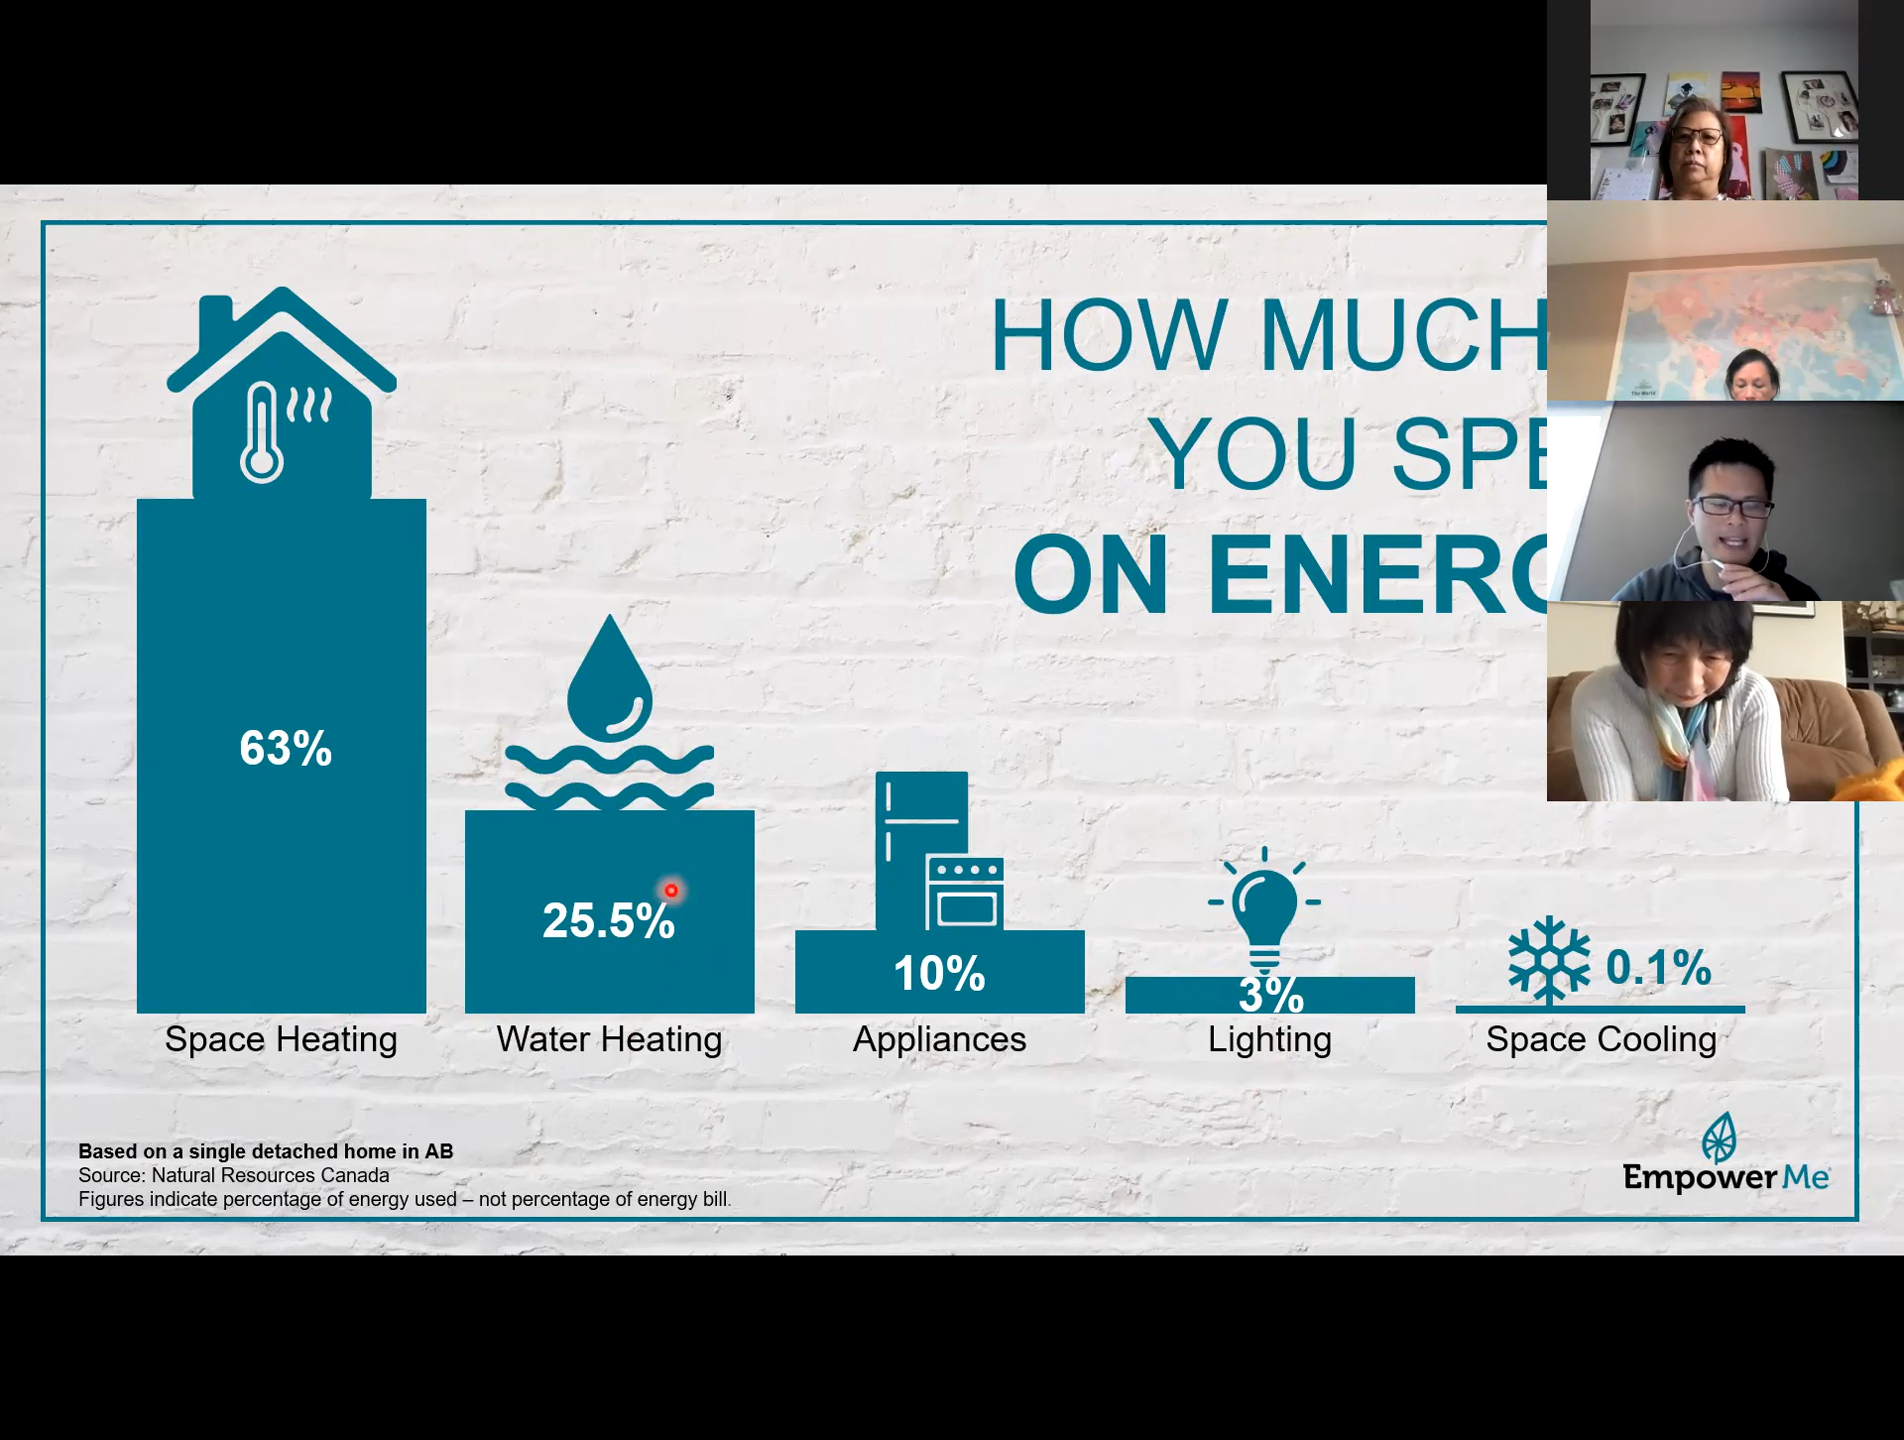 HOW MUCH
YOU SPE
ON ENERG
63%
25.5%
10%
3%
0.1%
Space Heating
Water Heating
Appliances
Lighting
Space Cooling
Based on a single detached home in AB
Source: Natural Resources Canada
Figures indicate percentage of energy used – not percentage of energy bill.
EmpowerMe
The World